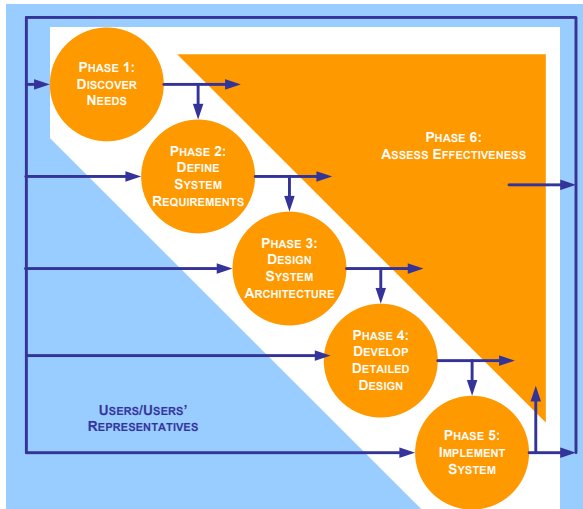 PHASE 1:
DISCOVER
NEEDS
PHASE 2:
DEFINE
SYSTEM
REQUIREMENTS
PHASE 6:
ASSESS EFFECTIVENESS
PHASE 3:
DESIGN
SYSTEM
ARCHITECTURE
PHASE 4:
DEVELOP
DETAILED
DESIGN
USERS/USERS'
REPRESENTATIVES
PHASE 5:
IMPLEMENT
SYSTEM